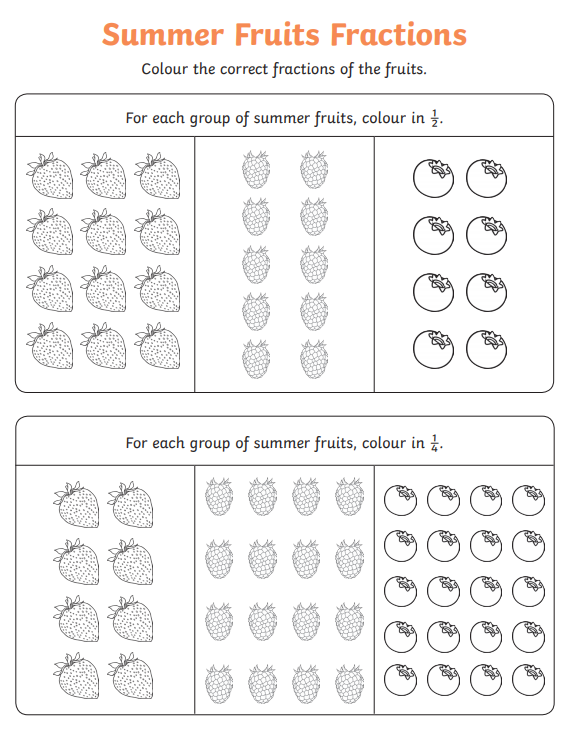 Summer Fruits Fractions
Colour the correct fractions of the fruits.
For each group of summer fruits, colour in 1/2.
For each group of summer fruits, colour in 1/4.